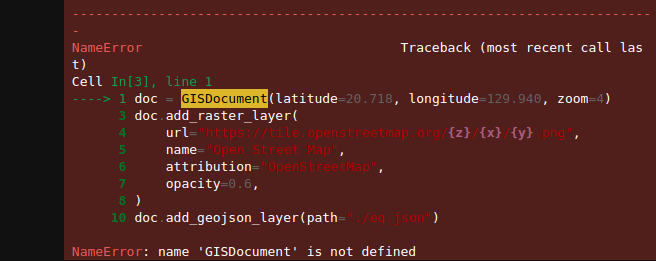 ---------------------------------------------------------------------------
NameError                                 Traceback (most recent call las
t)
Cell In[3], line 1
----> 1 doc = GISDocument(latitude=20.718, longitude=129.940, zoom=4)
      3 doc.add_raster_layer(
      4     url="https://tile.openstreetmap.org/{z}/{x}/{y}.png",
      5     name="Open Street Map",
      6     attribution="OpenStreetMap",
      7     opacity=0.6,
      8 )
     10 doc.add_geojson_layer(path="./eq.json")
NameError: name 'GISDocument' is not defined